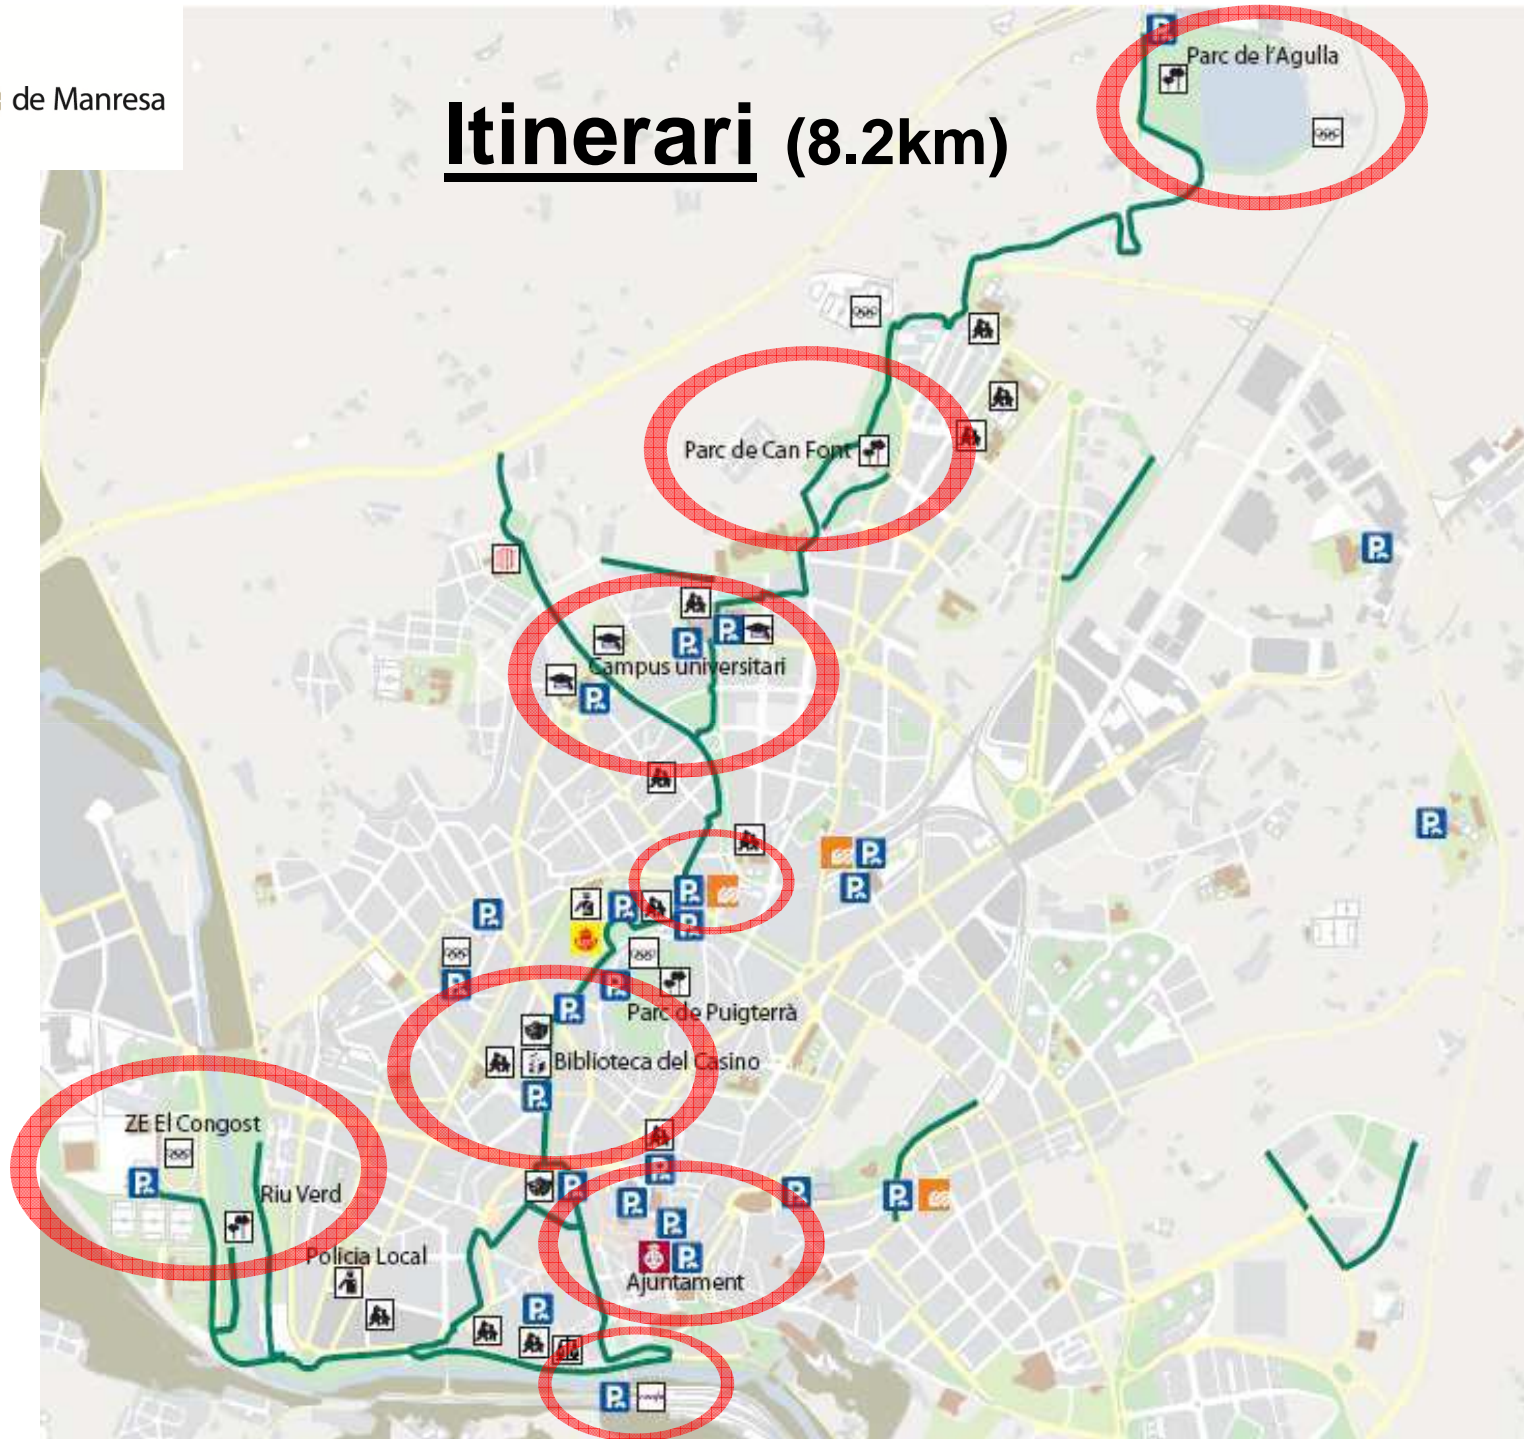 de Manresa
Itinerari (8.2km)
Parc de l'Agulla
Parc de Can Font
Campus universitari
Parc de Puigterrà
Biblioteca del Casino
ZE El Congost
Riu Verd
Policia Local
Ajuntament